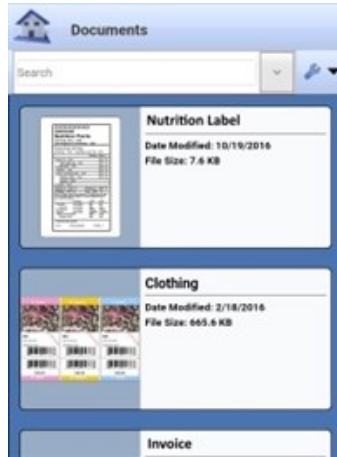 Documents
Search
Nutrition Label
Date Modified: 10/19/2016
File Size: 7.6 KB
Clothing
Date Modified: 2/18/2016
File Size: 665.6 KB
Invoice